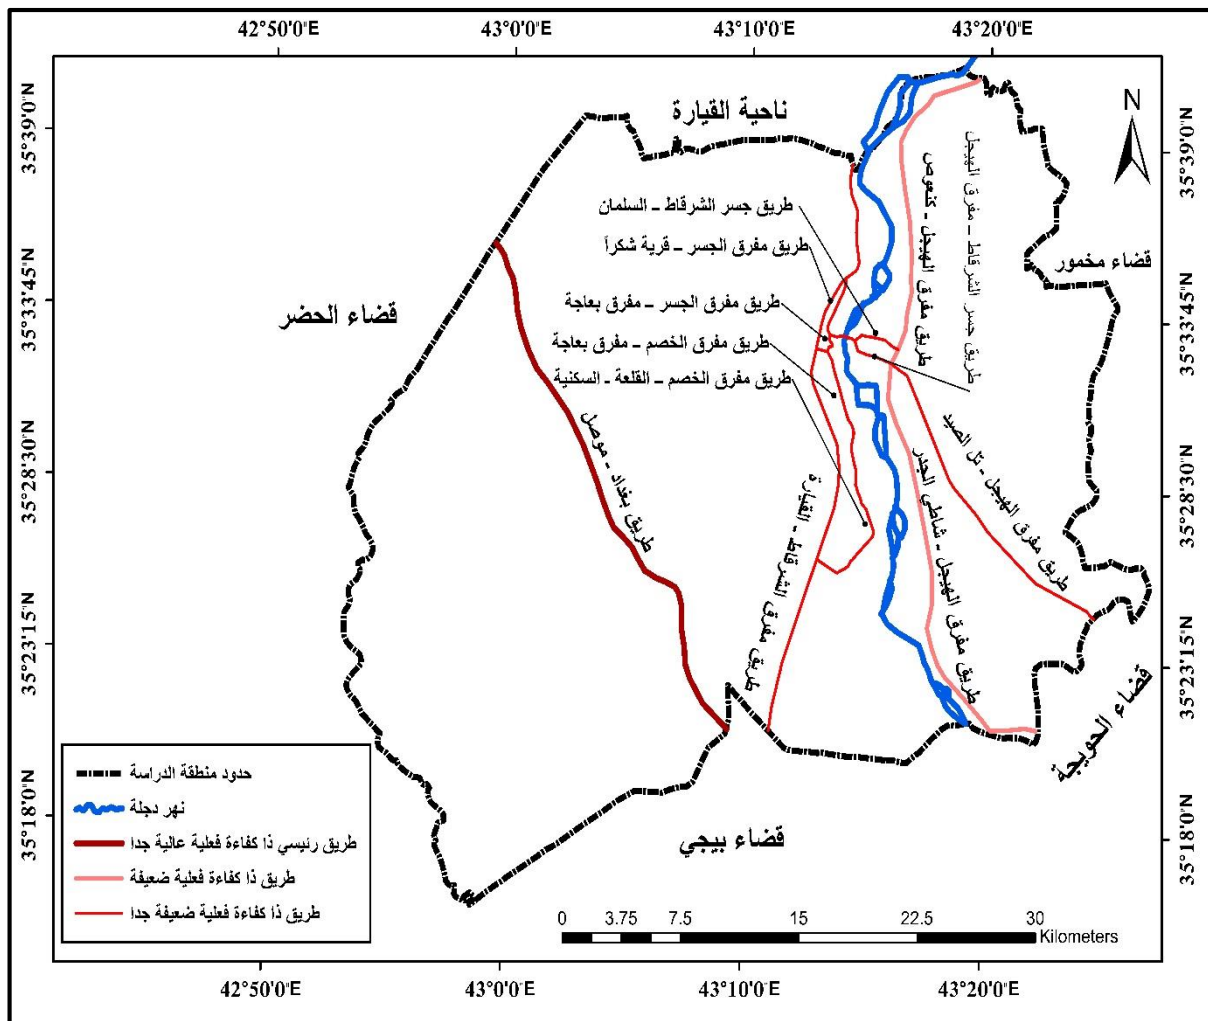 42°50'0"E
43°0'0"E
43°10'0"E
43°20'0"E
35°39'0"N
35°33'45"N
35°28'30"N
35°23'15"N
35°18'0"N
35°39'0"N
35°33'45"N
35°28'30"N
35°23'15"N
35°18'0"N
N
ناحية القيارة
قضاء مخمور
قضاء الحضر
قضاء الحويجة
قضاء بيجي
طريق جسر الشرقاط - السلمان
طريق مفرق الجسر - قرية شكرآ
طريق مفرق الجسر - مفرق بعاجة
طريق مفرق الخصم - مفرق بعاجة
طريق مفرق الخصم - القلعة - السكنية
طريق مفرق الهيجل - كنعوص
طريق جسر الشرقاط - مفرق الهيجل
طريق بغداد - موصل
طريق مفرق الشرقاط - القيارة
طريق مفرق الهيجل - شاطي الجدر
طريق مفرق الهيجل - تل الصيد
حدود منطقة الدراسة
نهر دجلة
طريق رئيسي ذا كفاءة فعلية عالية جدا
طريق ذا كفاءة فعلية ضعيفة
طريق ذا كفاءة فعلية ضعيفة جدا
0 3.75 7.5 15 22.5 30
Kilometers
42°50'0"E
43°0'0"E
43°10'0"E
43°20'0"E